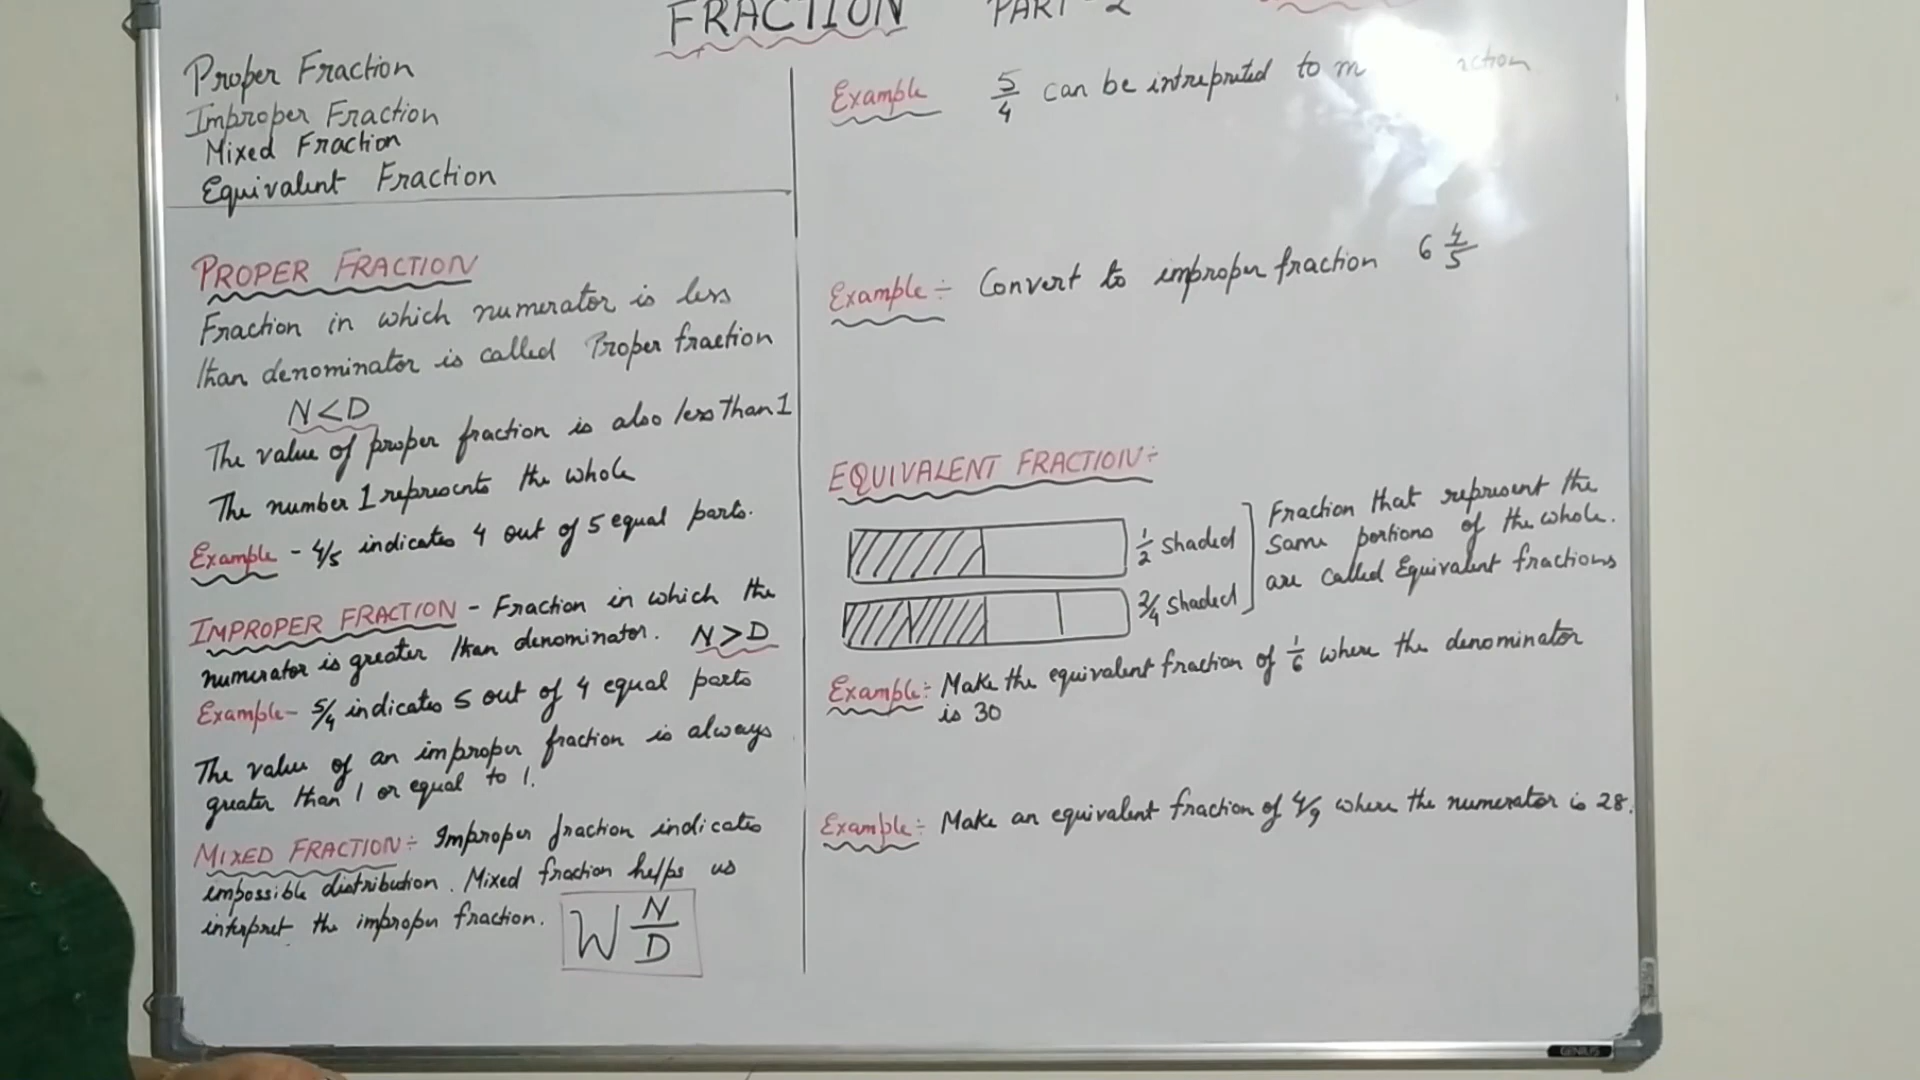 FRACTION PART-2
Proper Fraction
Improper Fraction
Mixed Fraction
Equivalent Fraction
PROPER FRACTION
Fraction in which numerator is less
than denominator is called Proper fraction
N<D
The value of proper fraction is also less than 1
The number 1 represents the whole
Example - 4/5 indicates 4 out of 5 equal parts.
IMPROPER FRACTION - Fraction in which the
numerator is greater than denominator. N>D
Example- 5/4 indicates 5 out of 4 equal parts
The value of an improper fraction is always
greater than 1 or equal to 1.
MIXED FRACTION:- Improper fraction indicates
impossible distribution. Mixed fraction helps us
interpret the improper fraction.
W N/D
Example 5/4 can be intrepreted to
Example:- Convert to improper fraction 6 4/5
EQUIVALENT FRACTION:-
1/2 shaded
2/4 shaded
Fraction that represent the
same portions of the whole.
are called Equivalent fractions
Example:- Make the equivalent fraction of 1/6 where the denominator
is 30
Example:- Make an equivalent fraction of 4/9 where the numerator is 28.
GENIUS